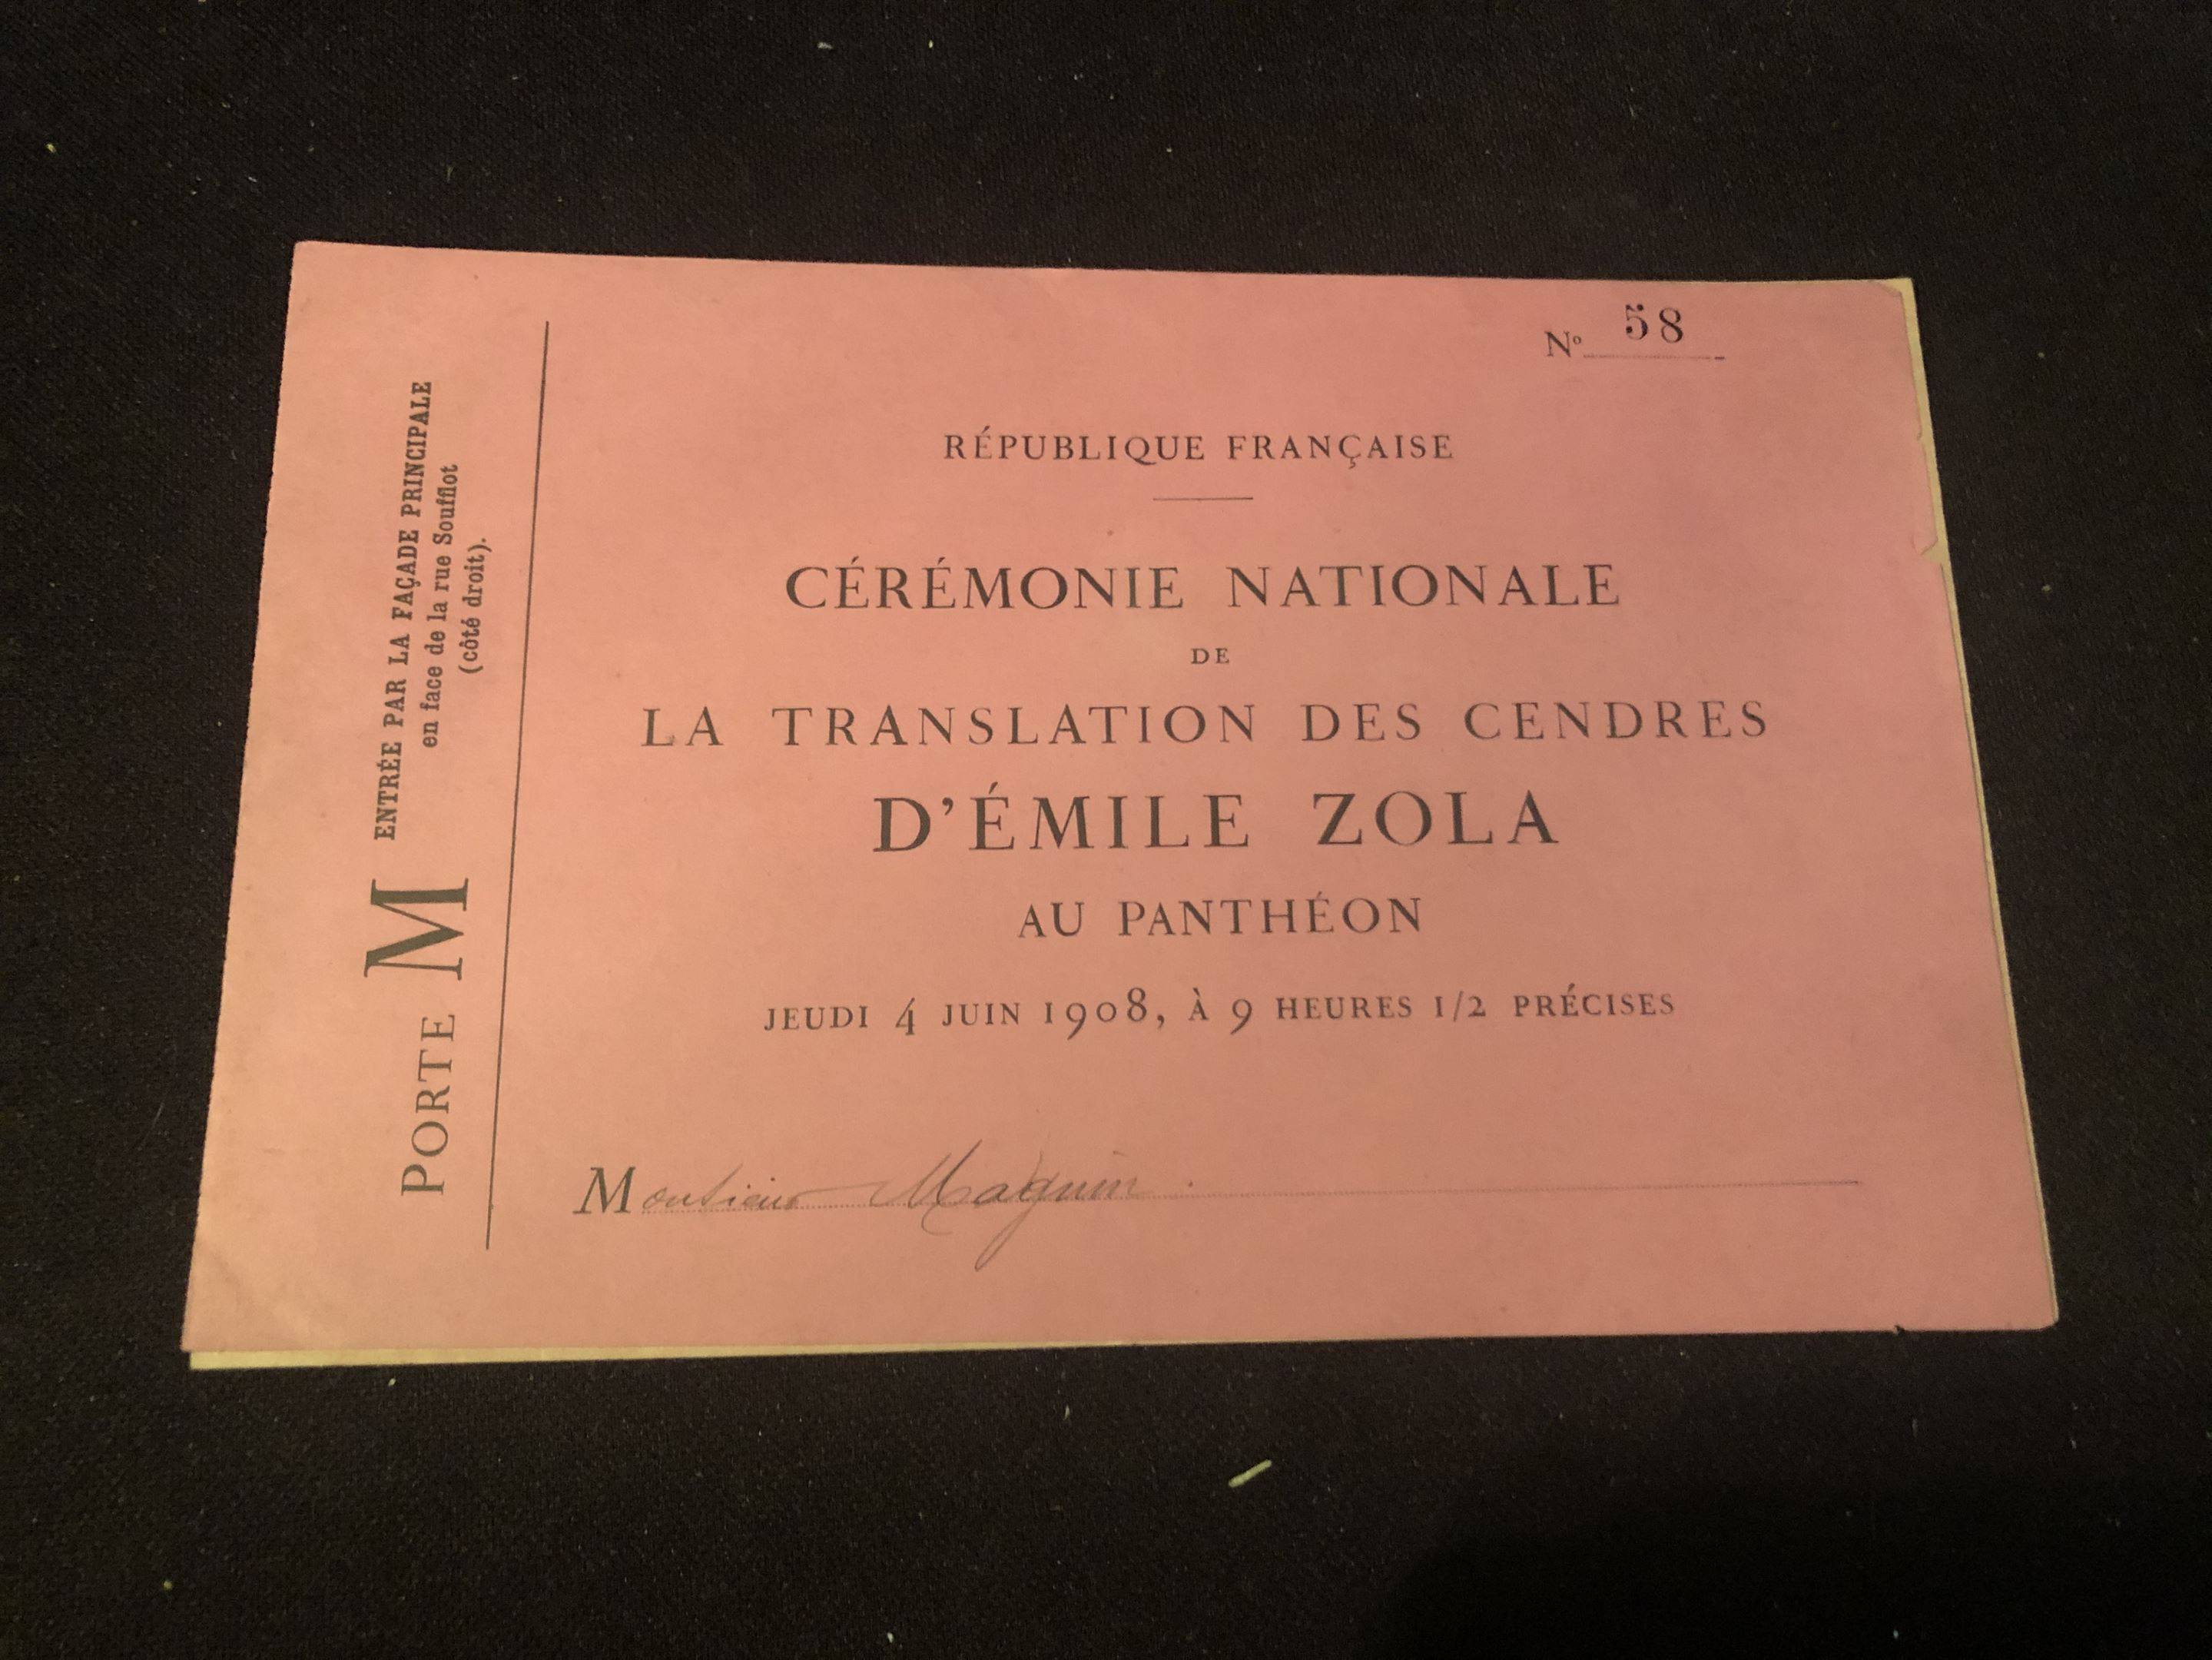 N° 58
RÉPUBLIQUE FRANÇAISE
CÉRÉMONIE NATIONALE
DE
LA TRANSLATION DES CENDRES
D'ÉMILE ZOLA
AU PANTHÉON
JEUDI 4 JUIN 1908, À 9 HEURES 1/2 PRÉCISES
Monsieur Maguin.
PORTE M
ENTRÉE PAR LA FAÇADE PRINCIPALE
en face de la rue Soufflot
(côté droit).